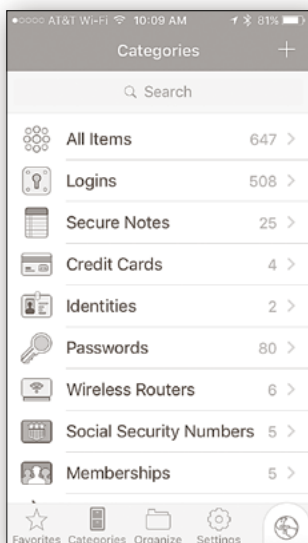 AT&T Wi-Fi 10:09 AM 81%
Categories
Search
All Items 647
Logins 508
Secure Notes 25
Credit Cards 4
Identities 2
Passwords 80
Wireless Routers 6
Social Security Numbers 5
Memberships 5
Favorites Categories Organize Settings